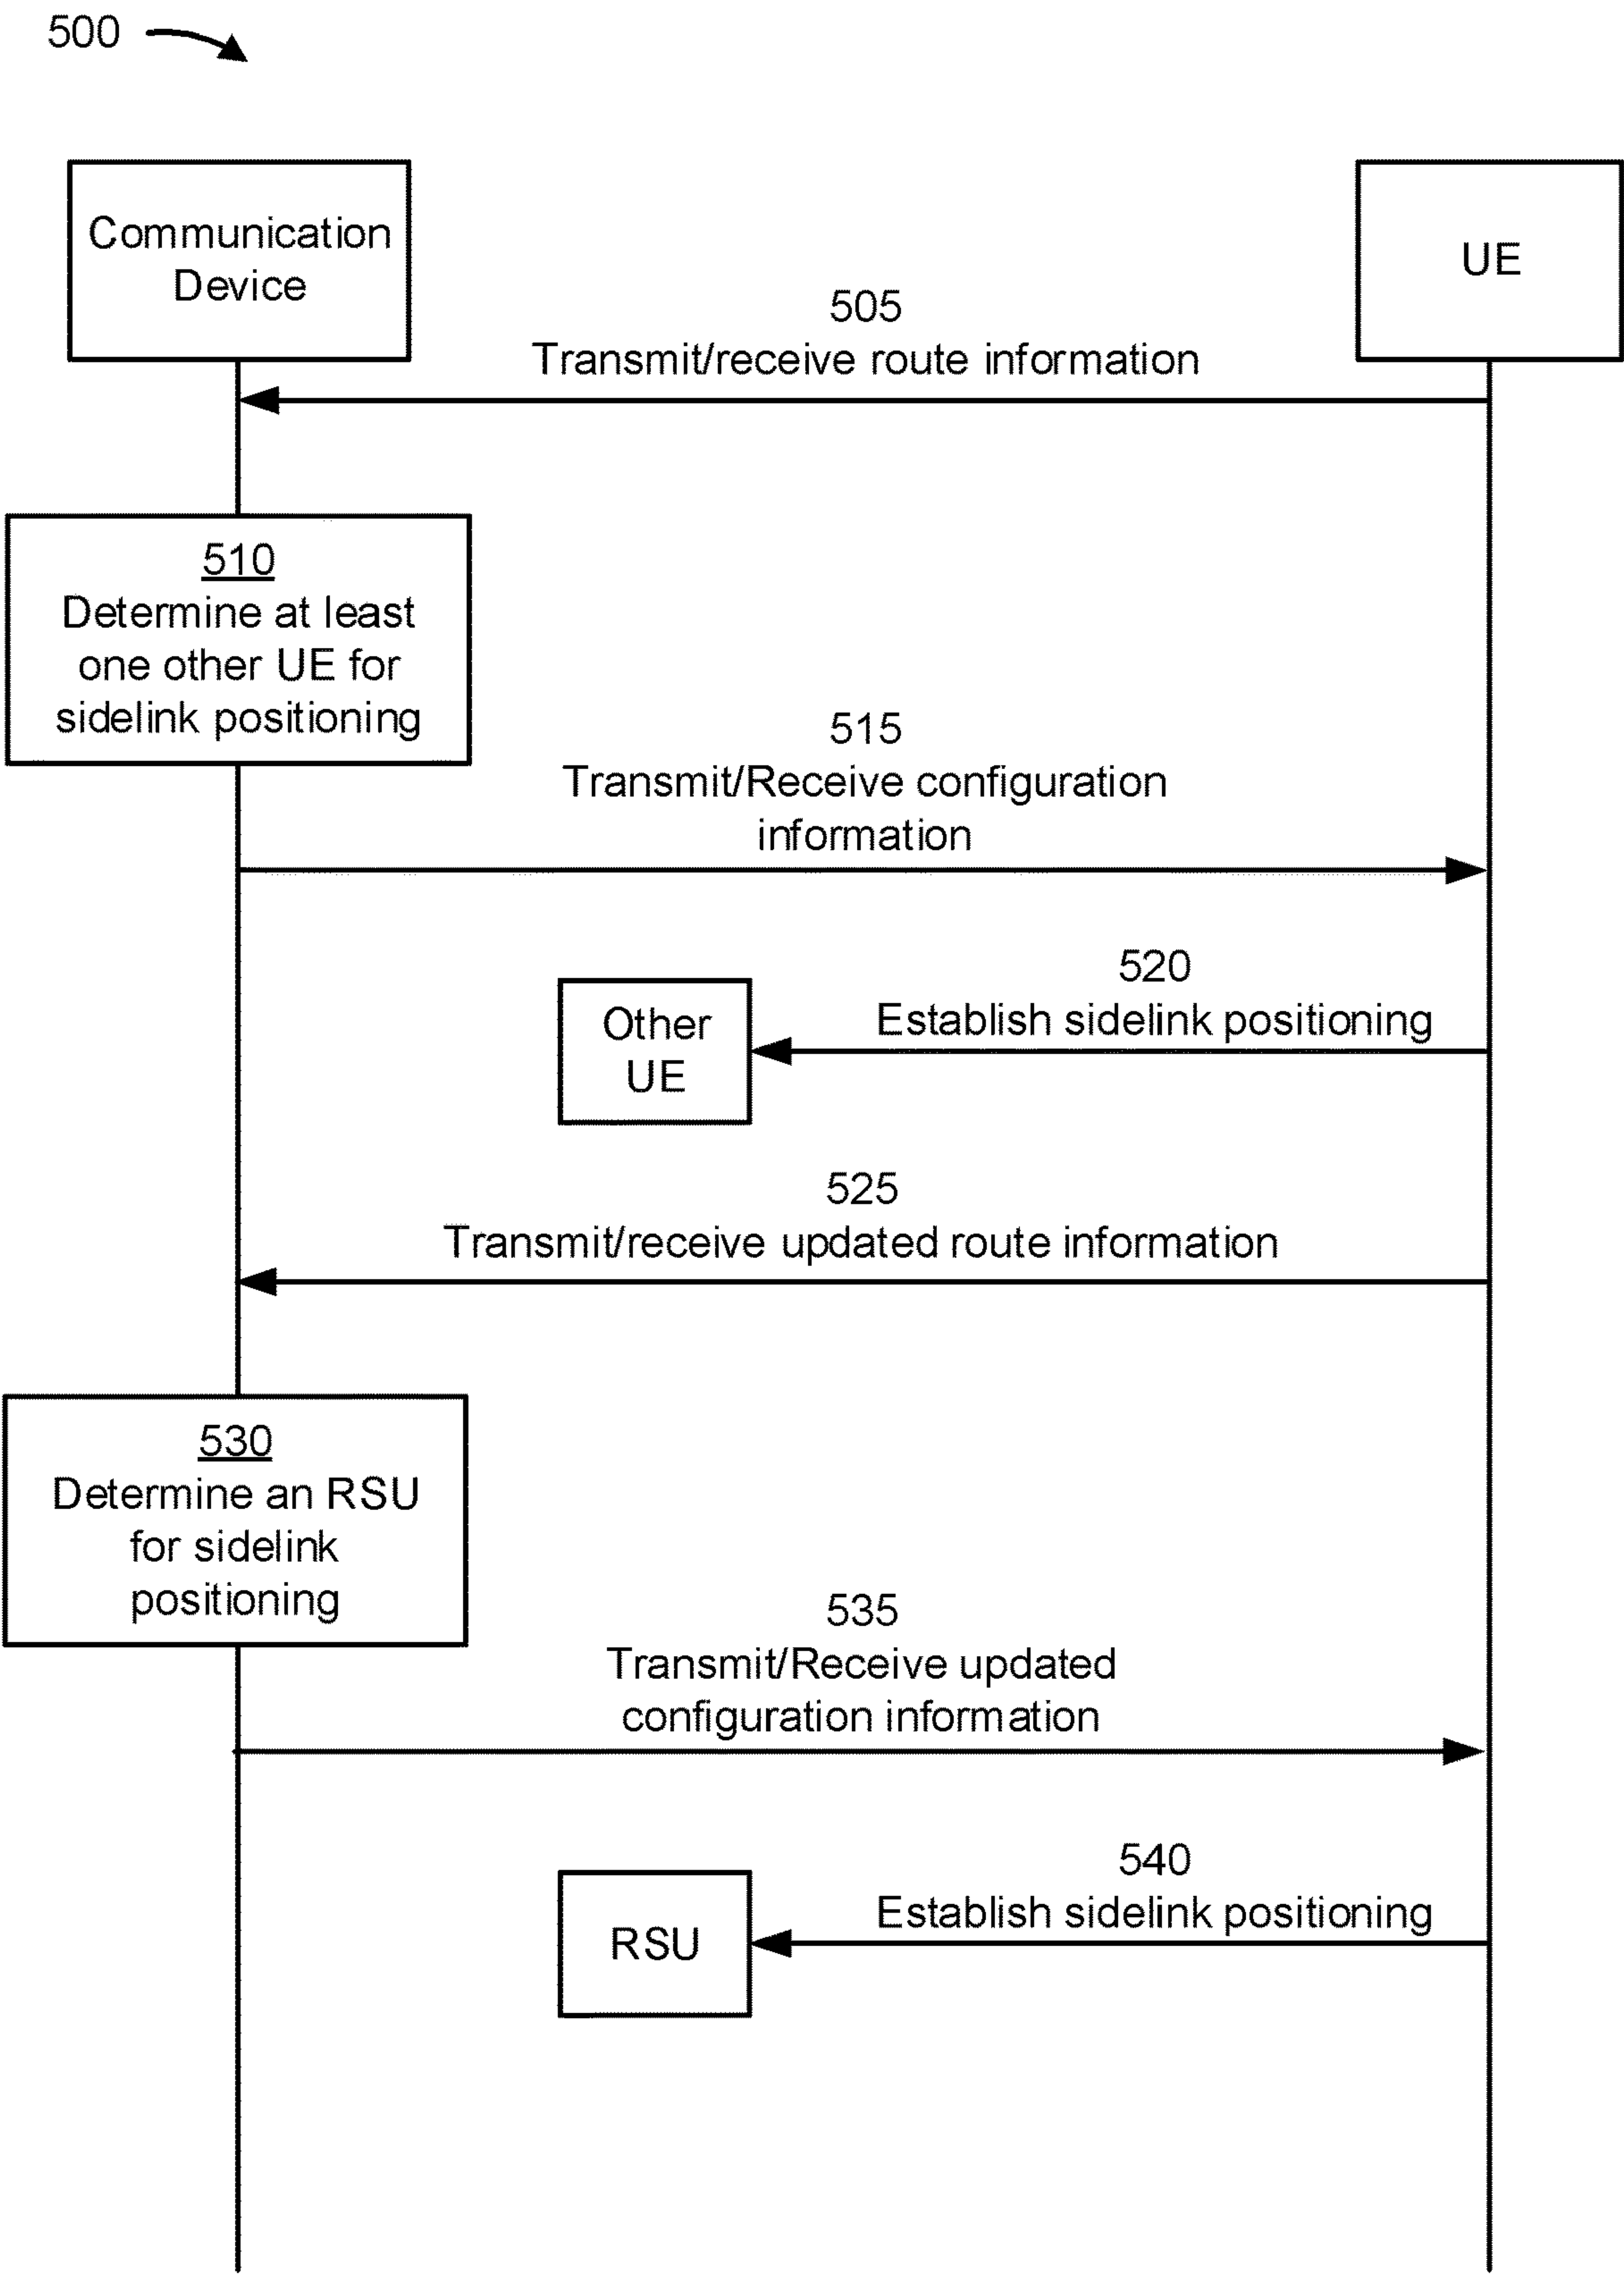 500
Communication
Device
UE
505
Transmit/receive route information
510
Determine at least
one other UE for
sidelink positioning
515
Transmit/Receive configuration
information
520
Establish sidelink positioning
Other
UE
525
Transmit/receive updated route information
530
Determine an RSU
for sidelink
positioning
535
Transmit/Receive updated
configuration information
540
Establish sidelink positioning
RSU